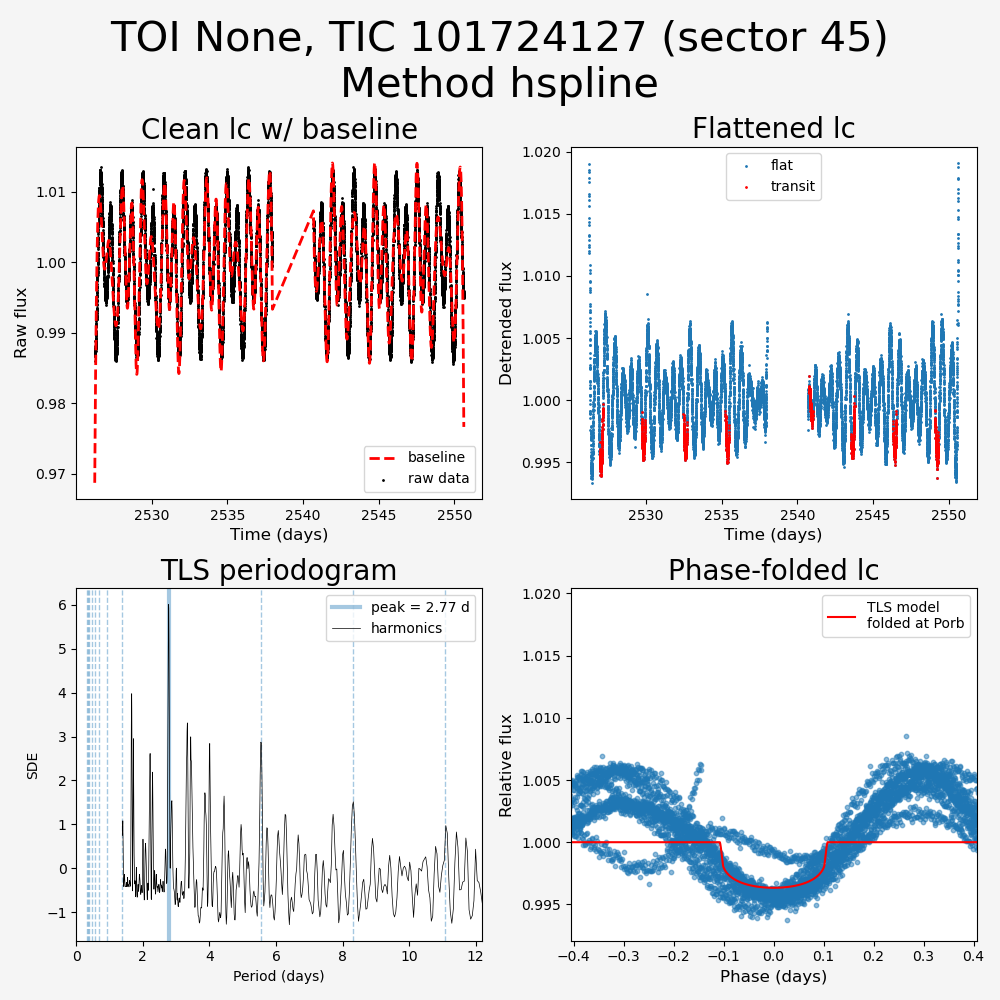 TOI None, TIC 101724127 (sector 45)
Method hspline
Clean lc w/ baseline
Raw flux
1.01
1.00
0.99
0.98
0.97
baseline
raw data
2530
2535
2540
2545
2550
Time (days)
Flattened lc
Detrended flux
1.020
1.015
1.010
1.005
1.000
0.995
flat
transit
2530
2535
2540
2545
2550
Time (days)
TLS periodogram
SDE
6
5
4
3
2
1
0
−1
peak = 2.77 d
harmonics
0
2
4
6
8
10
12
Period (days)
Phase-folded lc
Relative flux
1.020
1.015
1.010
1.005
1.000
0.995
TLS model
folded at Porb
−0.4
−0.3
−0.2
−0.1
0.0
0.1
0.2
0.3
0.4
Phase (days)